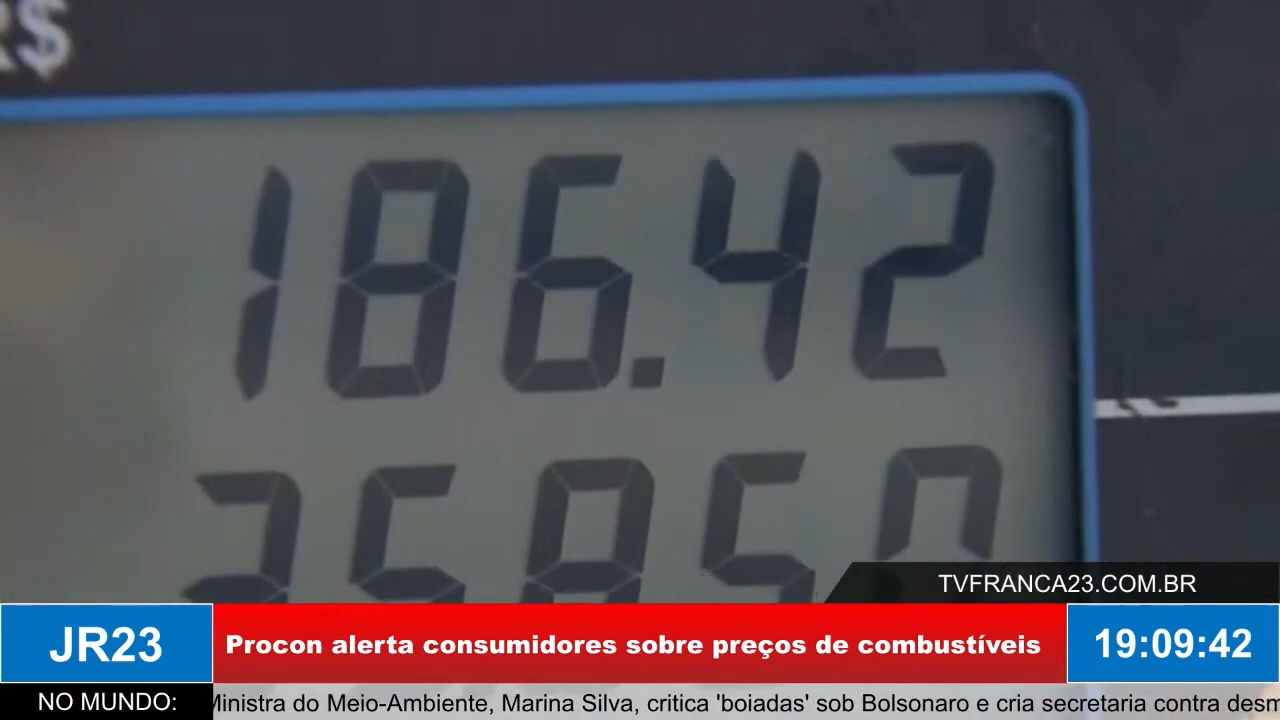 R$
186.42
TVFRANCA23.COM.BR
JR23
Procon alerta consumidores sobre preços de combustíveis
19:09:42
NO MUNDO:
Ministra do Meio-Ambiente, Marina Silva, critica 'boiadas' sob Bolsonaro e cria secretaria contra